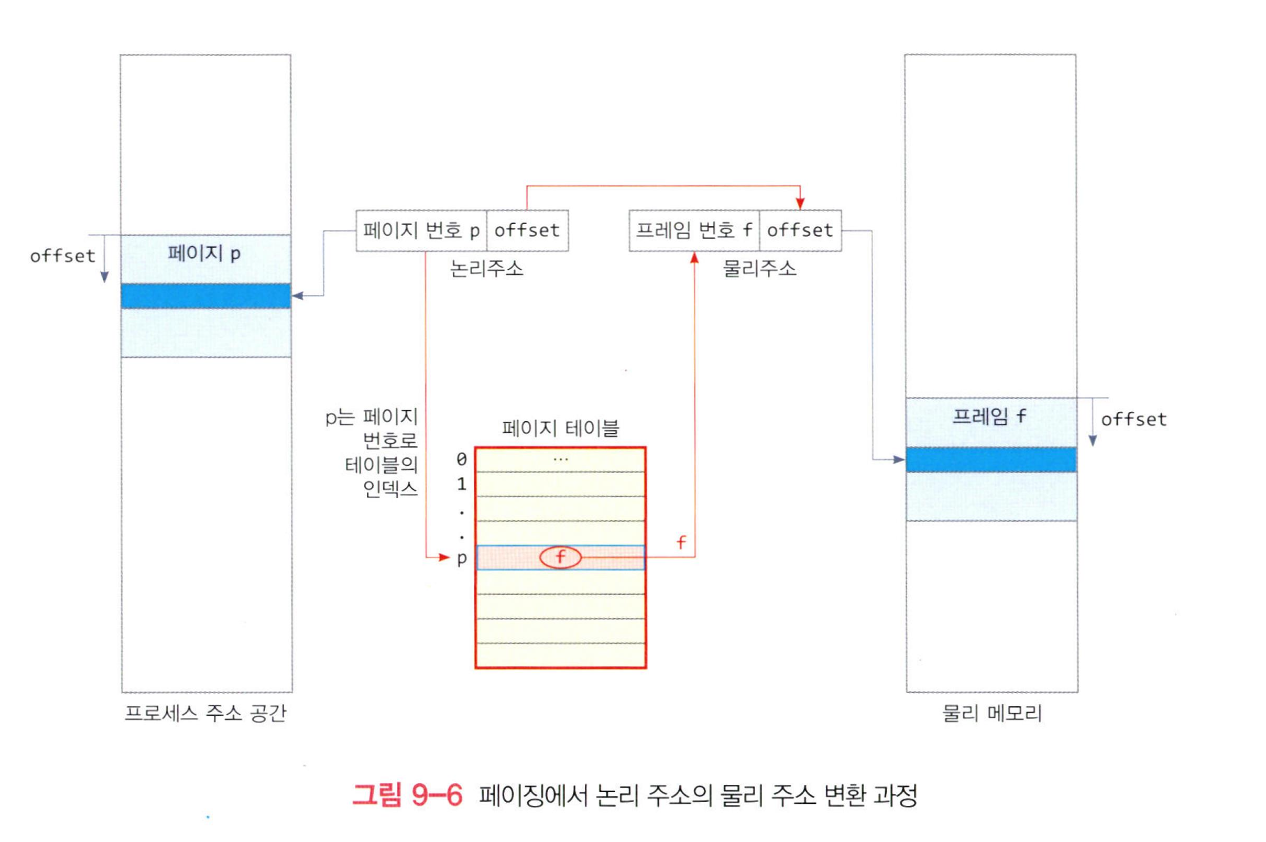 페이지 번호 p offset
프레임 번호 f offset
논리주소
물리주소
offset
페이지 p
p는 페이지
번호로
테이블의
인덱스
페이지 테이블
0
...
1
.
.
p
f
f
프레임 f
offset
프로세스 주소 공간
물리 메모리
그림 9-6 페이징에서 논리 주소의 물리 주소 변환 과정